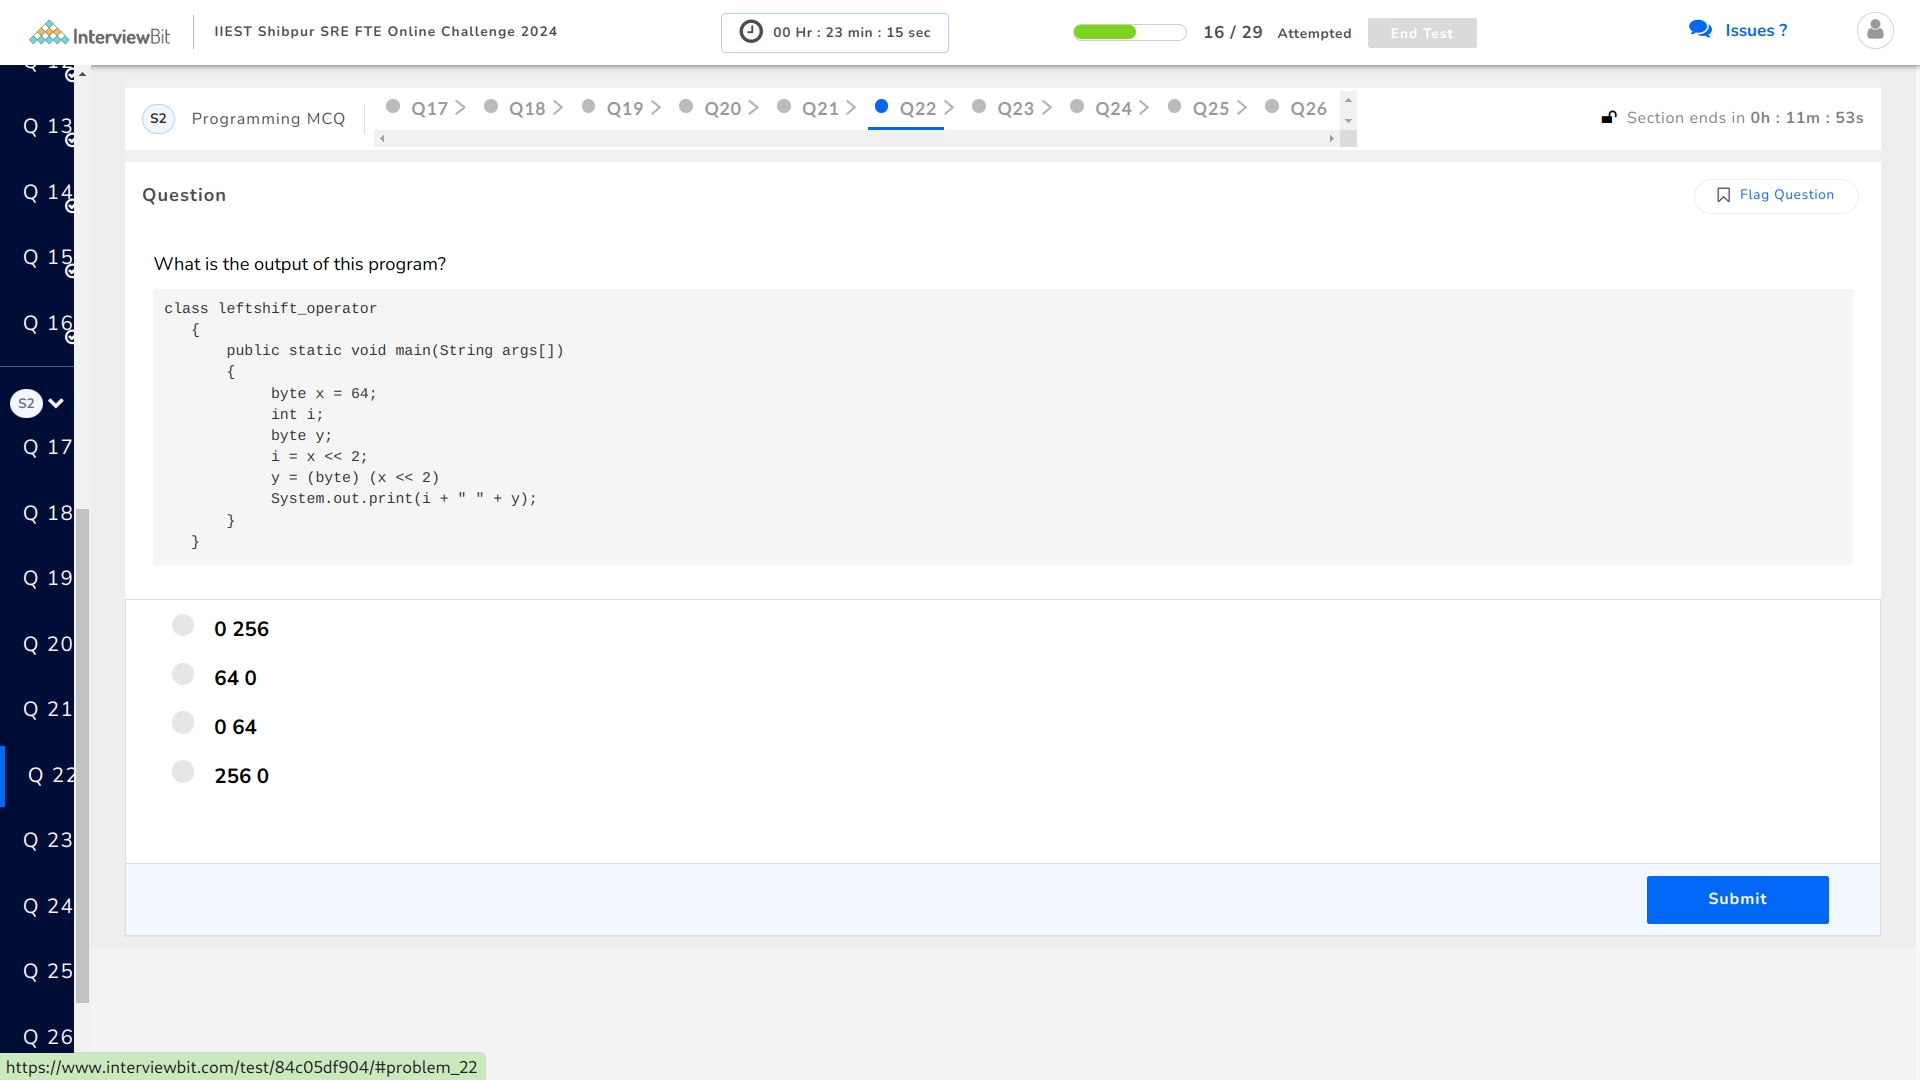 InterviewBit
IIEST Shibpur SRE FTE Online Challenge 2024
00 Hr : 23 min : 15 sec
16 / 29 Attempted
End Test
Issues ?
Q 13
Q 14
Q 15
Q 16
S2
Q 17
Q 18
Q 19
Q 20
Q 21
Q 22
Q 23
Q 24
Q 25
Q 26
S2 Programming MCQ
Q17 > Q18 > Q19 > Q20 > Q21 > Q22 > Q23 > Q24 > Q25 > Q26
Section ends in 0h : 11m : 53s
Question
Flag Question
What is the output of this program?
class leftshift_operator
{
public static void main(String args[])
{
byte x = 64;
int i;
byte y;
i = x << 2;
y = (byte) (x << 2)
System.out.print(i + " " + y);
}
}
0 256
64 0
0 64
256 0
Submit
https://www.interviewbit.com/test/84c05df904/#problem_22